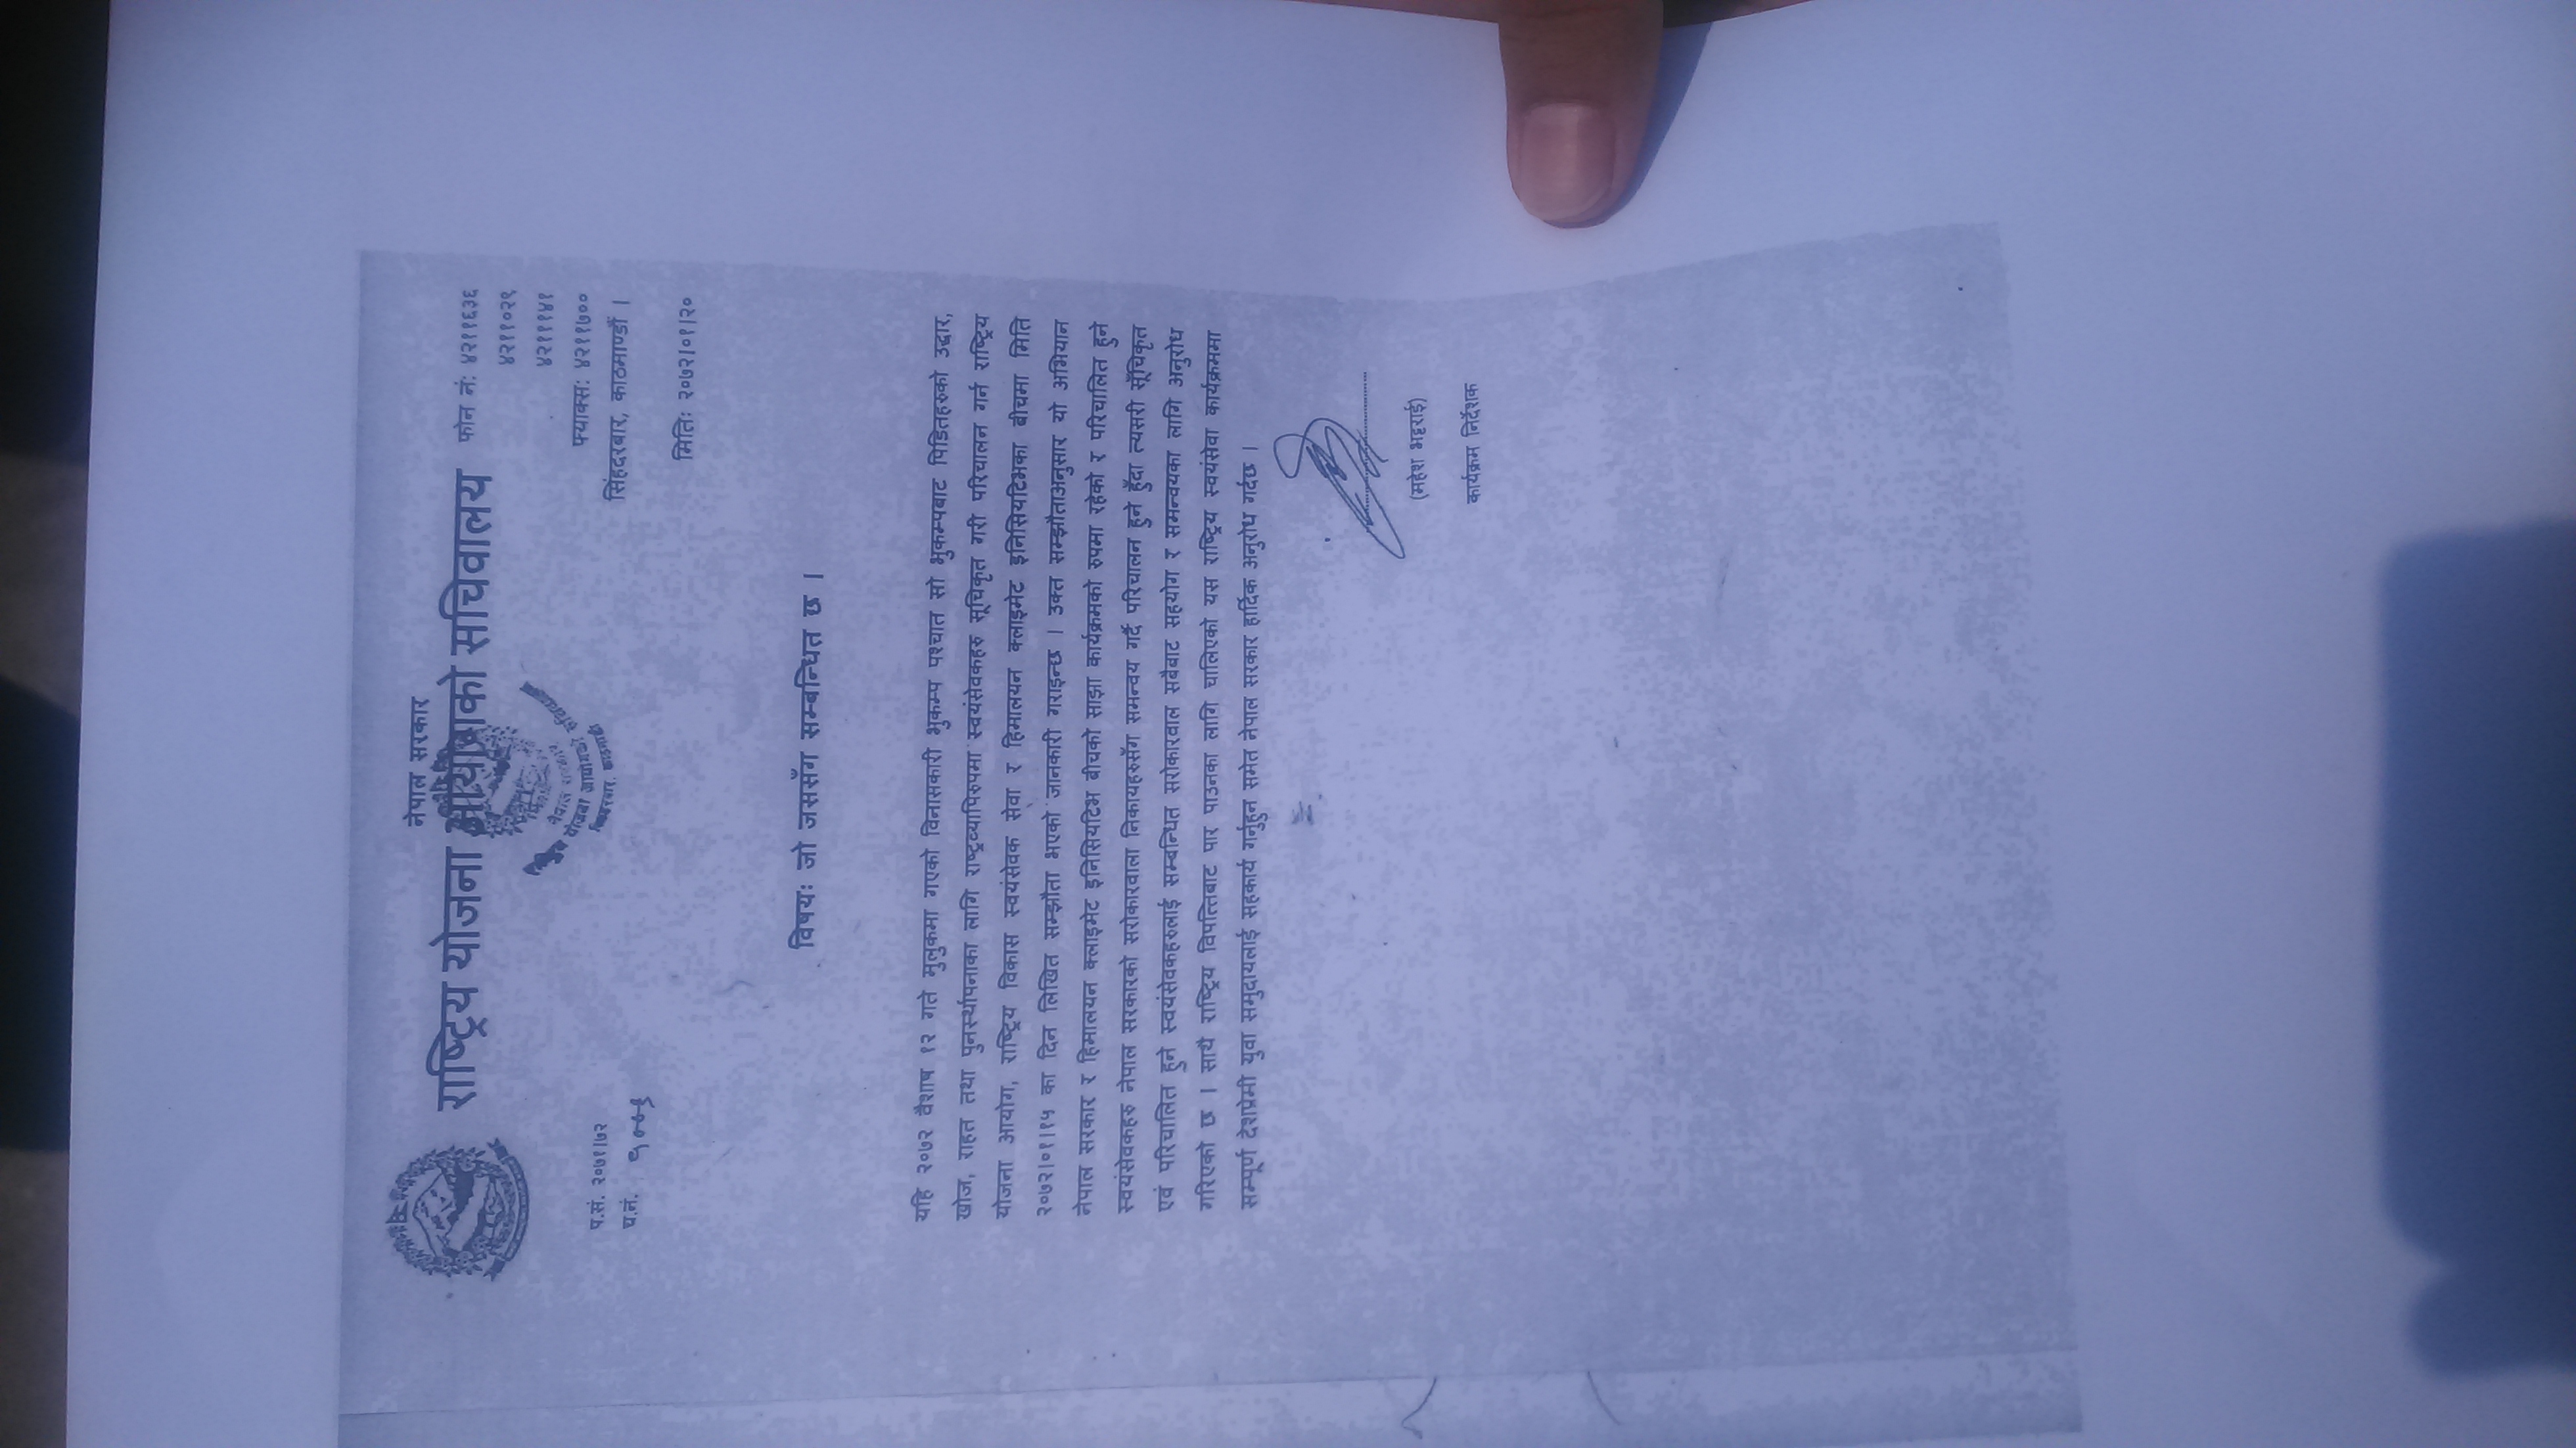 नेपाल सरकार
राष्ट्रिय योजना आयोगको सचिवालय
फोन नं: ४२११६३६
४२११०२९
४२१११४१
फ्याक्स: ४२११७००
सिंहदरबार, काठमाण्डौं ।
प.सं. २०७१।७२
च.नं.
मितिः २०७२।०१।२०
विषयः जो जससँग सम्बन्धित छ ।
यहि २०७२ वैशाष १२ गते मुलुकमा गएको विनासकारी भुकम्प पश्चात सो भुकम्पबाट पिडितहरुको उद्धार,
खोज, राहत तथा पुनर्स्थापनाका लागि राष्ट्रव्यापिरुपमा स्वयंसेवकहरु सूचिकृत गरी परिचालन गर्न राष्ट्रिय
योजना आयोग, राष्ट्रिय विकास स्वयंसेवक सेवा र हिमालयन क्लाइमेट इनिसियटिभका बीचमा मिति
२०७२।०१।१५ का दिन लिखित सम्झौता भएको जानकारी गराइन्छ । उक्त सम्झौताअनुसार यो अभियान
नेपाल सरकार र हिमालयन क्लाइमेट इनिसियटिभ बीचको साझा कार्यक्रमको रुपमा रहेको र परिचालित हुने
स्वयंसेवकहरु नेपाल सरकारको सरोकारवाला निकायहरुसँग समन्वय गर्दै परिचालन हुने हुँदा त्यसरी सूँचिकृत
एवं परिचालित हुने स्वयंसेवकहरुलाई सम्बन्धित सरोकारवाल सबैबाट सहयोग र समन्वयका लागि अनुरोध
गरिएको छ । साथै राष्ट्रिय विपत्तिबाट पार पाउनका लागि चालिएको यस राष्ट्रिय स्वयंसेवा कार्यक्रममा
सम्पूर्ण देशप्रेमी युवा समुदायलाई सहकार्य गर्नुहुन समेत नेपाल सरकार हार्दिक अनुरोध गर्दछ ।
(महेश भट्टराई)
कार्यक्रम निर्देशक